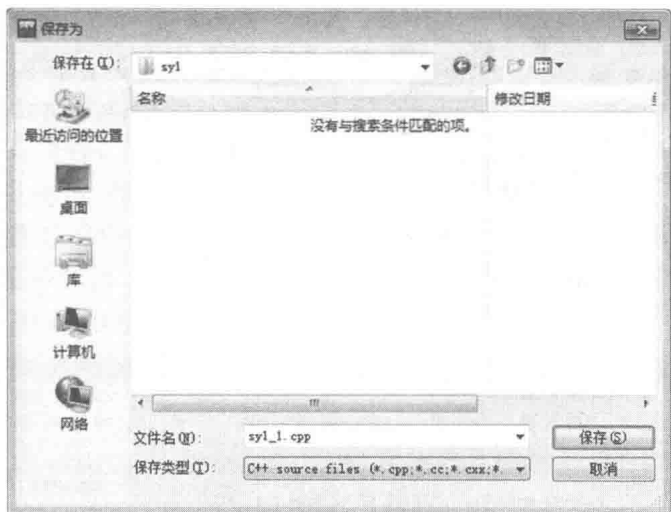 保存为
保存在(I):
syl
名称
修改日期
没有与搜索条件匹配的项。
最近访问的位置
桌面
库
计算机
网络
文件名(N):
syl_1.cpp
保存(S)
保存类型(T):
C++ source files (*.cpp;*.cc;*.cxx;*.
取消